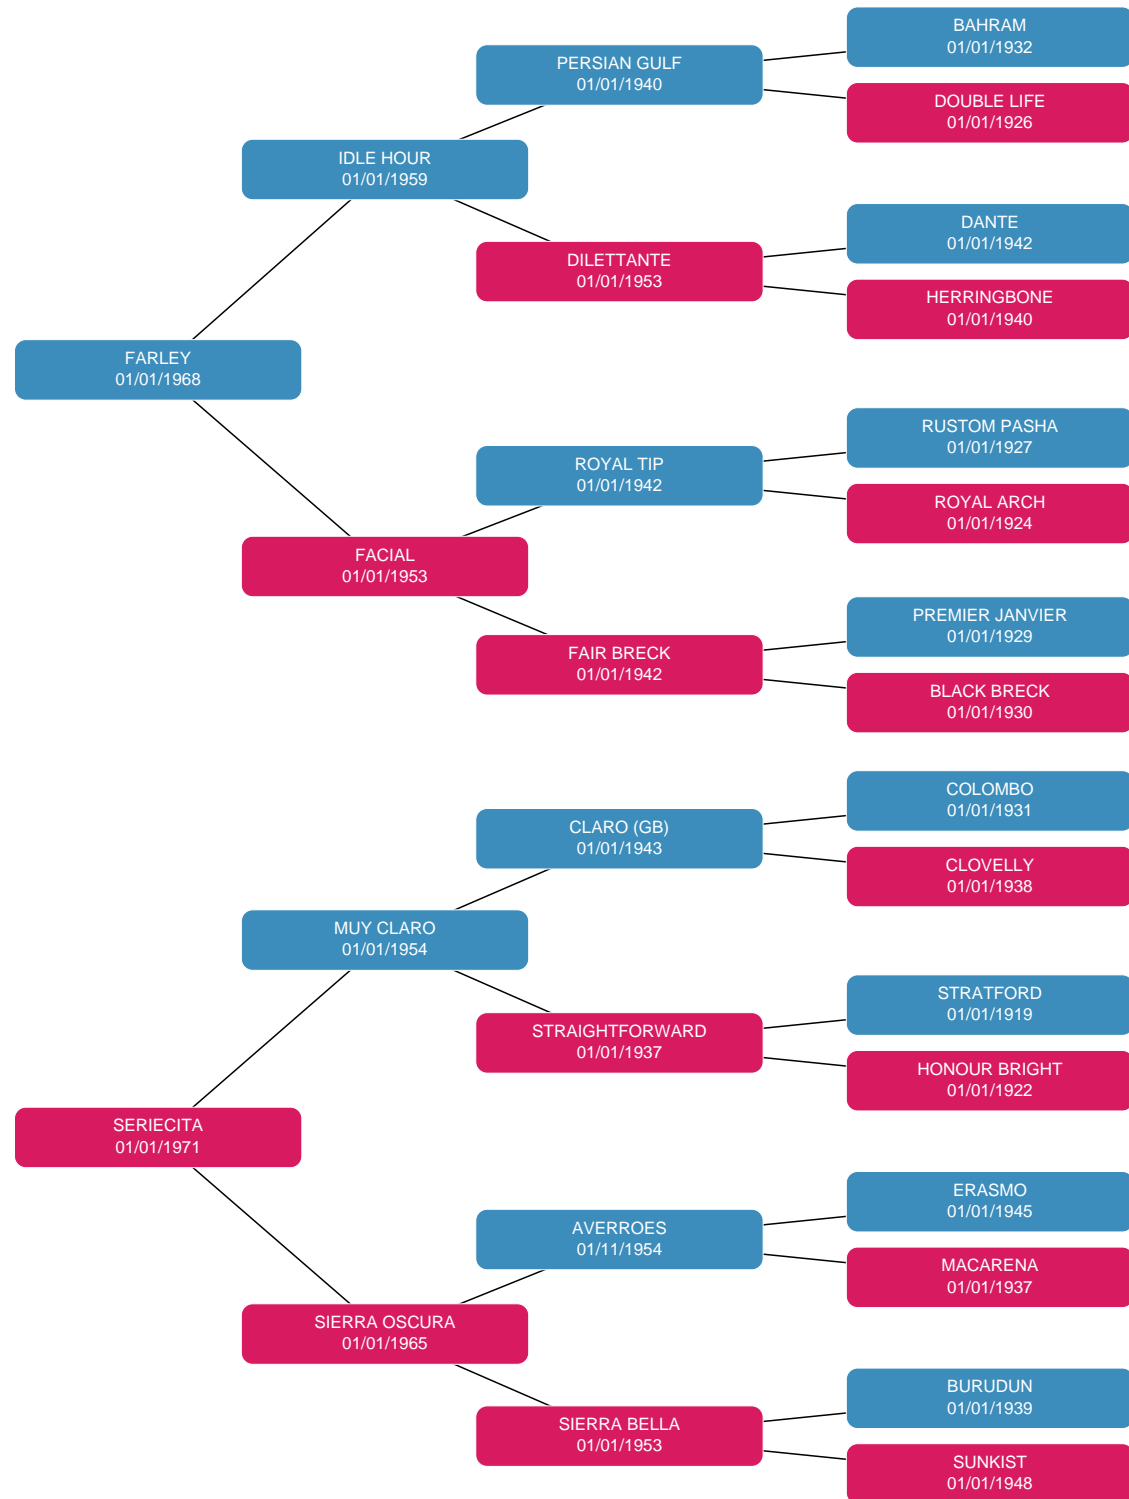 BAHRAM
01/01/1932
PERSIAN GULF
01/01/1940
DOUBLE LIFE
01/01/1926
IDLE HOUR
01/01/1959
DANTE
01/01/1942
DILETTANTE
01/01/1953
HERRINGBONE
01/01/1940
FARLEY
01/01/1968
RUSTOM PASHA
01/01/1927
ROYAL TIP
01/01/1942
ROYAL ARCH
01/01/1924
FACIAL
01/01/1953
PREMIER JANVIER
01/01/1929
FAIR BRECK
01/01/1942
BLACK BRECK
01/01/1930
COLOMBO
01/01/1931
CLARO (GB)
01/01/1943
CLOVELLY
01/01/1938
MUY CLARO
01/01/1954
STRATFORD
01/01/1919
STRAIGHTFORWARD
01/01/1937
HONOUR BRIGHT
01/01/1922
SERIECITA
01/01/1971
ERASMO
01/01/1945
AVERROES
01/11/1954
MACARENA
01/01/1937
SIERRA OSCURA
01/01/1965
BURUDUN
01/01/1939
SIERRA BELLA
01/01/1953
SUNKIST
01/01/1948